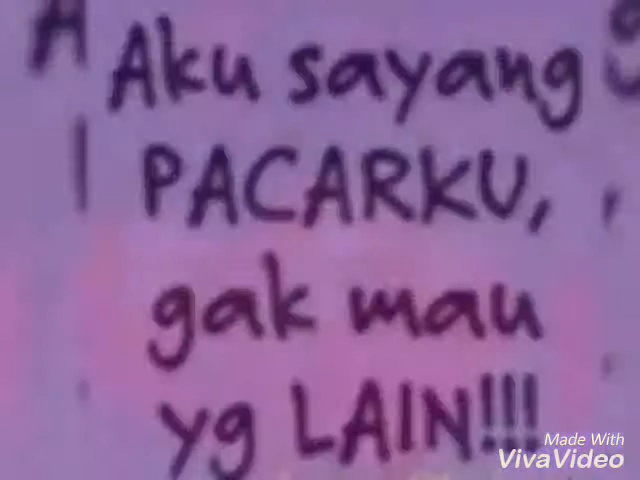 Aku sayang
PACARKU,
gak mau
yg LAIN!!!
Made With
VivaVideo